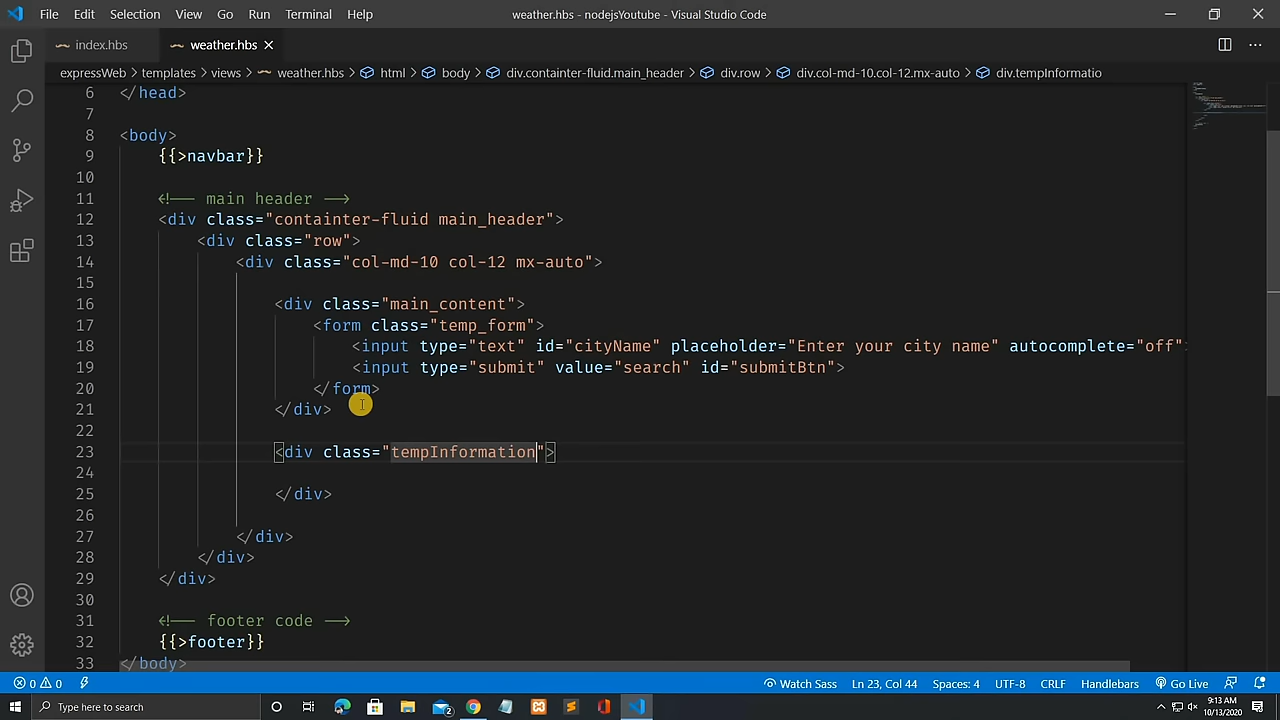 File Edit Selection View Go Run Terminal Help weather.hbs - nodejsYoutube - Visual Studio Code
index.hbs weather.hbs
expressWeb > templates > views > weather.hbs > html > body > div.containter-fluid.main_header > div.row > div.col-md-10.col-12.mx-auto > div.tempInformatio
6 </head>
7
8 <body>
9 {{>navbar}}
10
11 <!-- main header -->
12 <div class="containter-fluid main_header">
13 <div class="row">
14 <div class="col-md-10 col-12 mx-auto">
15
16 <div class="main_content">
17 <form class="temp_form">
18 <input type="text" id="cityName" placeholder="Enter your city name" autocomplete="off"
19 <input type="submit" value="search" id="submitBtn">
20 </form>
21 </div>
22
23 <div class="tempInformation">
24
25 </div>
26
27 </div>
28 </div>
29 </div>
30
31 <!-- footer code -->
32 {{>footer}}
33 </body>
0 0 Watch Sass Ln 23, Col 44 Spaces: 4 UTF-8 CRLF Handlebars Go Live
Type here to search 2 9:13 AM
10/13/2020